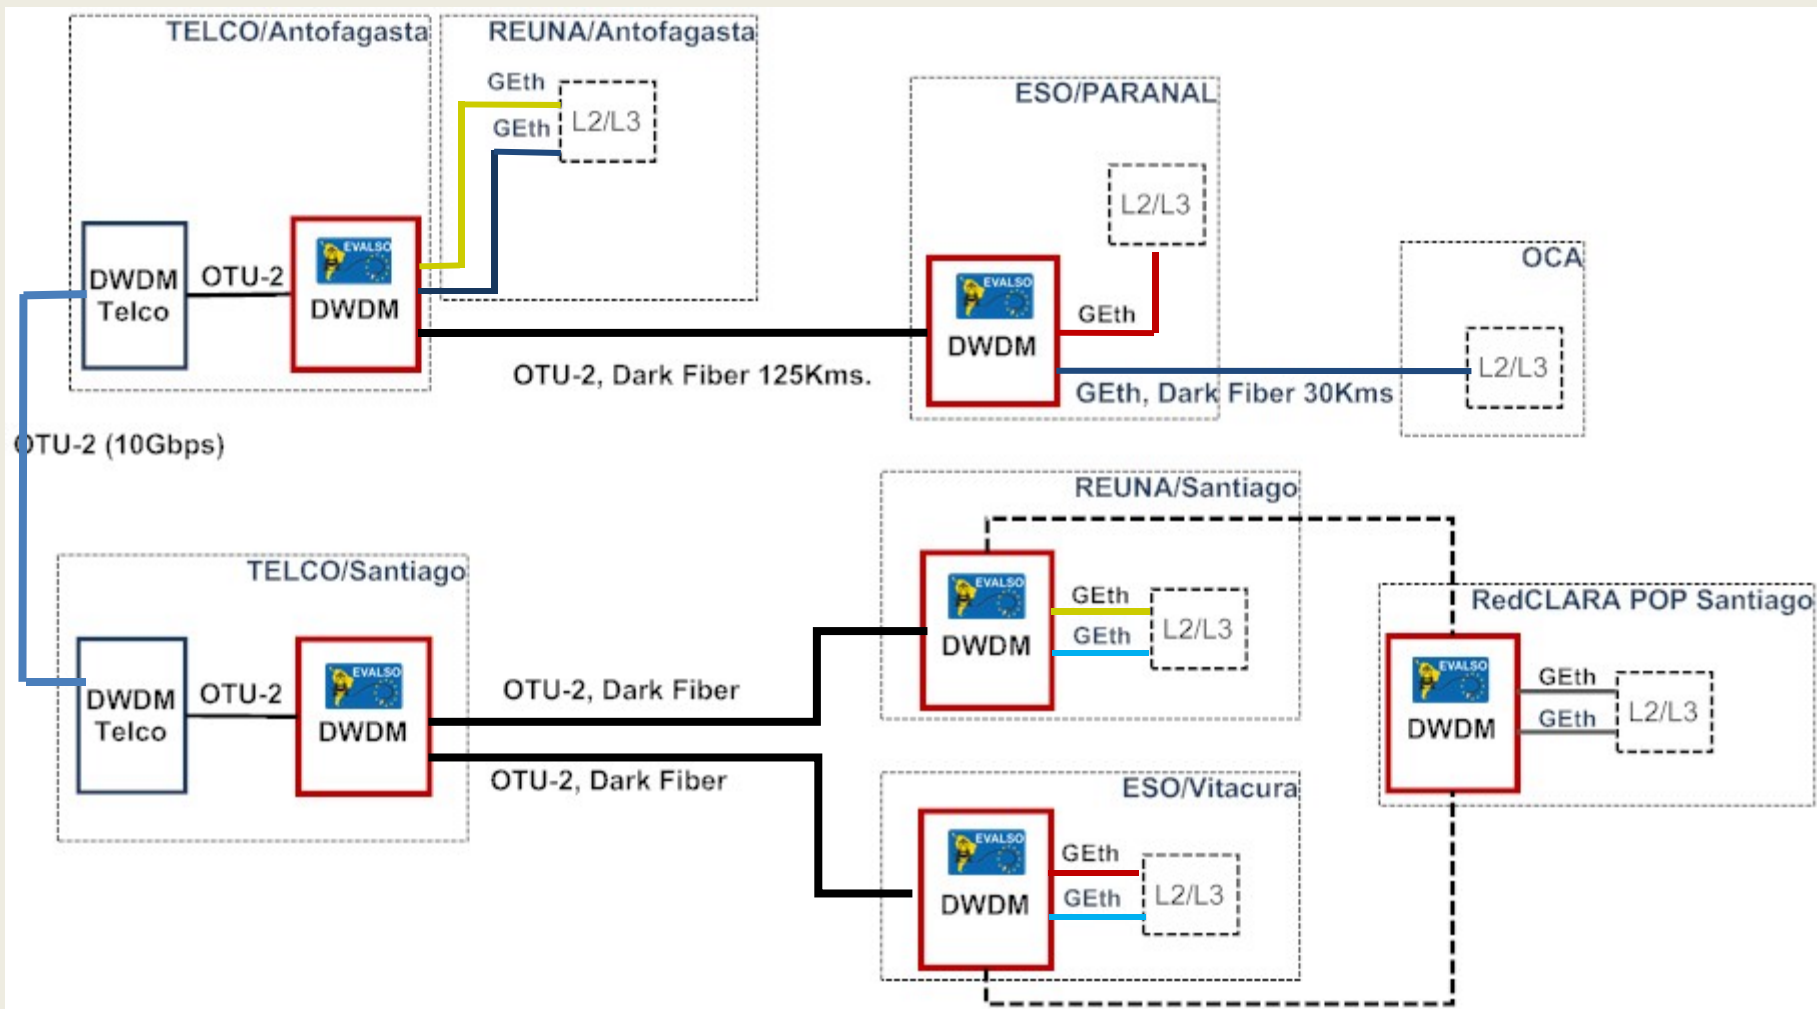 TELCO/Antofagasta
REUNA/Antofagasta
GEth
GEth
L2/L3
DWDM
Telco
OTU-2
EVALSO
DWDM
OTU-2, Dark Fiber 125Kms.
ESO/PARANAL
L2/L3
EVALSO
DWDM
GEth
GEth, Dark Fiber 30Kms
OCA
L2/L3
OTU-2 (10Gbps)
TELCO/Santiago
DWDM
Telco
OTU-2
EVALSO
DWDM
OTU-2, Dark Fiber
OTU-2, Dark Fiber
REUNA/Santiago
EVALSO
DWDM
GEth
GEth
L2/L3
RedCLARA POP Santiago
EVALSO
DWDM
GEth
GEth
L2/L3
ESO/Vitacura
EVALSO
DWDM
GEth
GEth
L2/L3